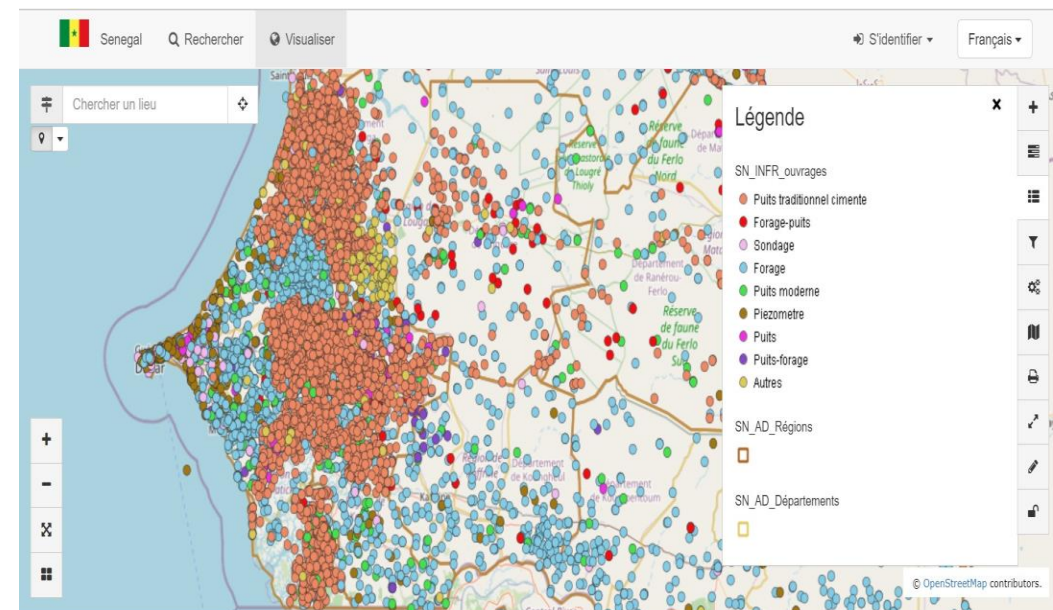 Senegal
Rechercher
Visualiser
S'identifier
Français
Chercher un lieu
Légende
SN_INFR_ouvrages
Puits traditionnel cimente
Forage-puits
Sondage
Forage
Puits moderne
Piezometre
Puits
Puits-forage
Autres
SN_AD_Régions
SN_AD_Départements
Réserve
de faune
du Ferlo
Nord
Thioly
Département
de Ranérou-
Ferlo
Réserve
de faune
du Ferlo
© OpenStreetMap contributors.